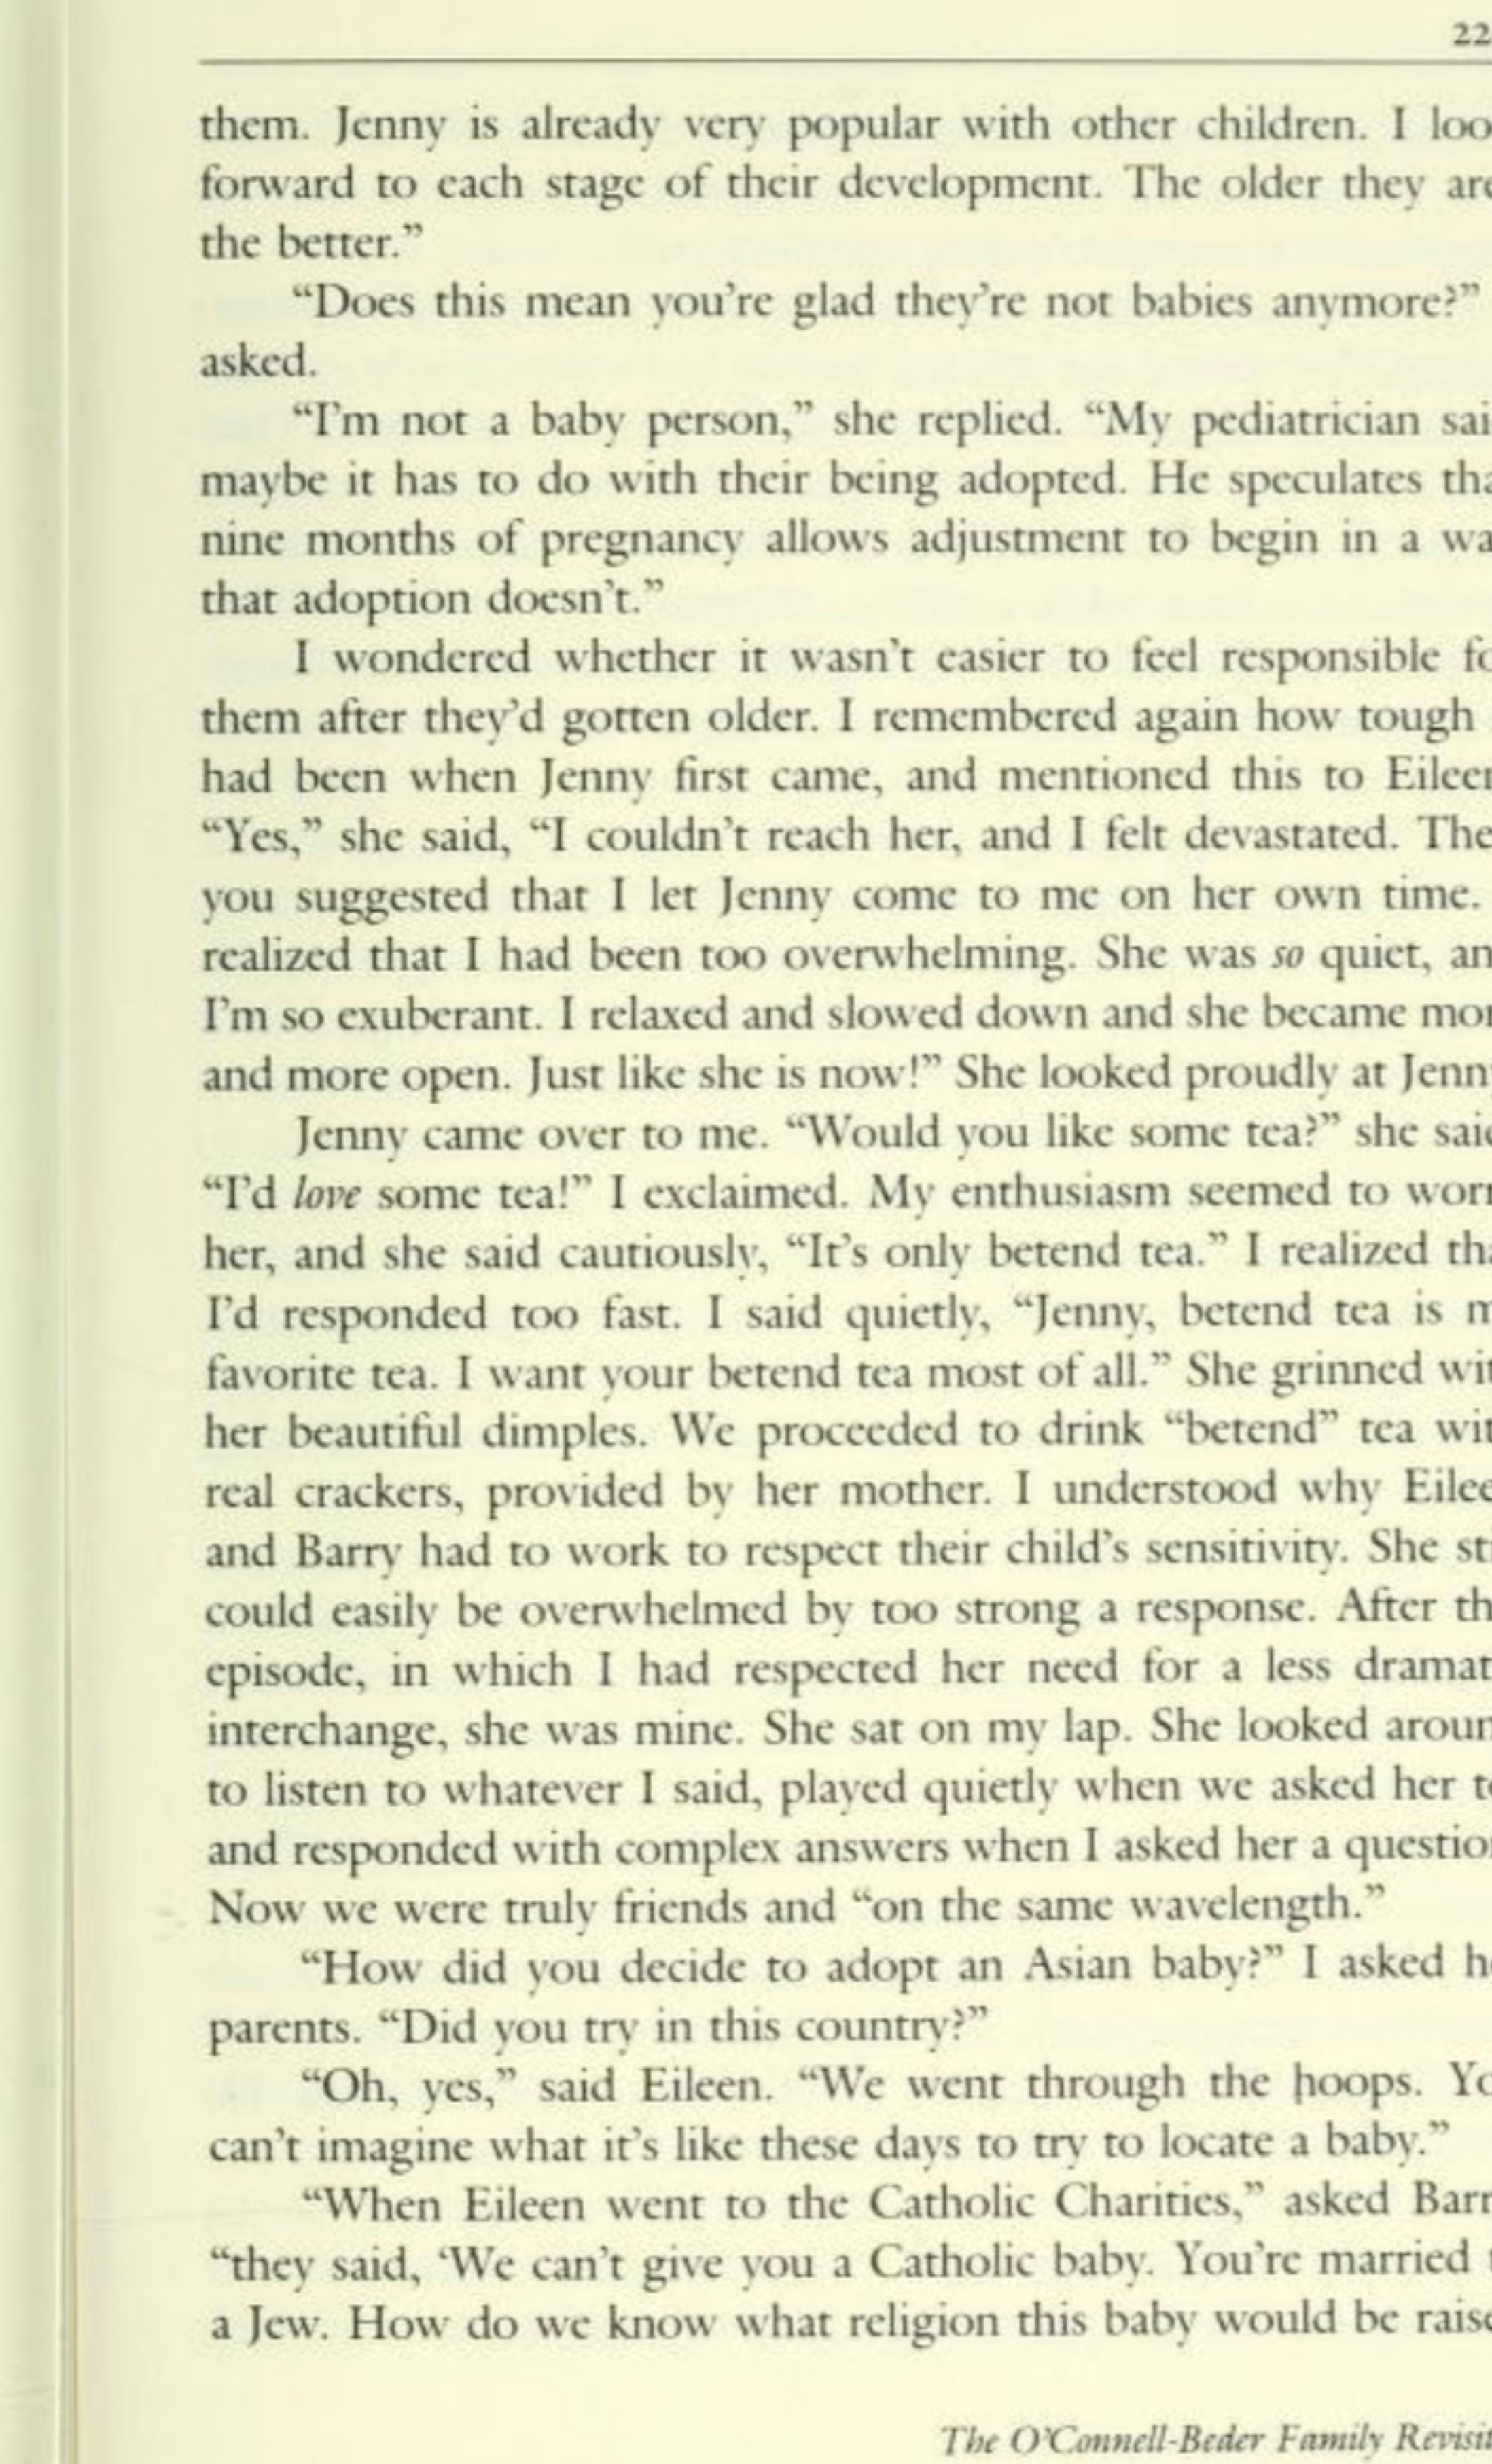 22
them. Jenny is already very popular with other children. I loo
forward to each stage of their development. The older they are
the better.”
“Does this mean you're glad they're not babies anymore?”
asked.
“I'm not a baby person,” she replied. “My pediatrician sai
maybe it has to do with their being adopted. He speculates tha
nine months of pregnancy allows adjustment to begin in a wa
that adoption doesn't.”
I wondered whether it wasn't easier to feel responsible fo
them after they'd gotten older. I remembered again how tough
had been when Jenny first came, and mentioned this to Eileen
“Yes,” she said, “I couldn't reach her, and I felt devastated. The
you suggested that I let Jenny come to me on her own time.
realized that I had been too overwhelming. She was so quiet, an
I'm so exuberant. I relaxed and slowed down and she became mor
and more open. Just like she is now!” She looked proudly at Jenny
Jenny came over to me. “Would you like some tea?” she said
“I'd love some tea!” I exclaimed. My enthusiasm seemed to worr
her, and she said cautiously, “It's only betend tea.” I realized tha
I'd responded too fast. I said quietly, “Jenny, betend tea is m
favorite tea. I want your betend tea most of all.” She grinned wit
her beautiful dimples. We proceeded to drink “betend” tea wit
real crackers, provided by her mother. I understood why Eilee
and Barry had to work to respect their child's sensitivity. She sti
could easily be overwhelmed by too strong a response. After th
episode, in which I had respected her need for a less dramat
interchange, she was mine. She sat on my lap. She looked aroun
to listen to whatever I said, played quietly when we asked her to
and responded with complex answers when I asked her a question
Now we were truly friends and “on the same wavelength.”
“How did you decide to adopt an Asian baby?” I asked he
parents. “Did you try in this country?”
“Oh, yes,” said Eileen. “We went through the hoops. Yo
can't imagine what it's like these days to try to locate a baby.”
“When Eileen went to the Catholic Charities,” asked Barr
“they said, ‘We can't give you a Catholic baby. You're married t
a Jew. How do we know what religion this baby would be raise
The O'Connell-Beder Family Revisit